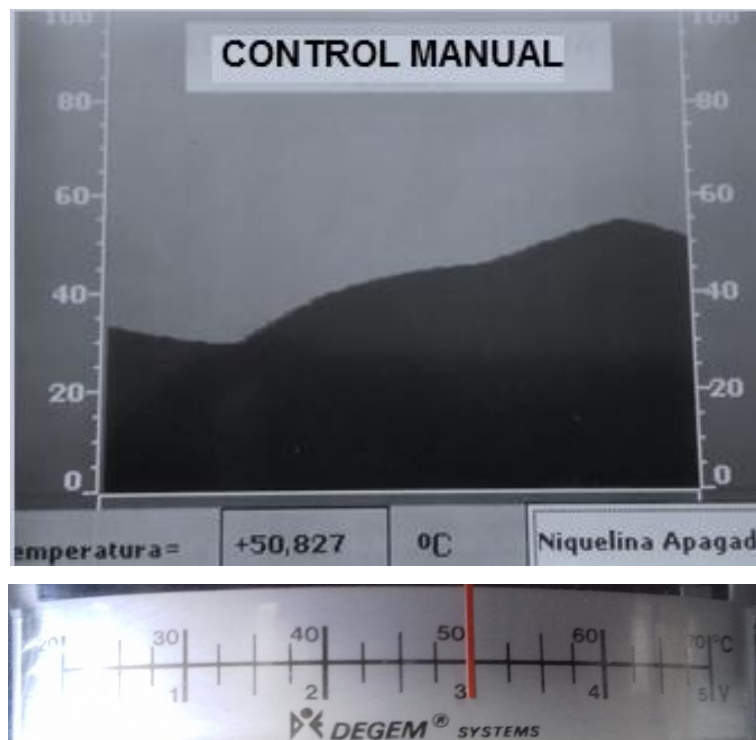 100 100
CONTROL MANUAL
80 80
60 60
40 40
20 20
0 0
emperatura= +50,827 ºC Niquelina Apagad
20 30 40 50 60 70 °C
1 2 3 4 5 V
DEGEM® SYSTEMS